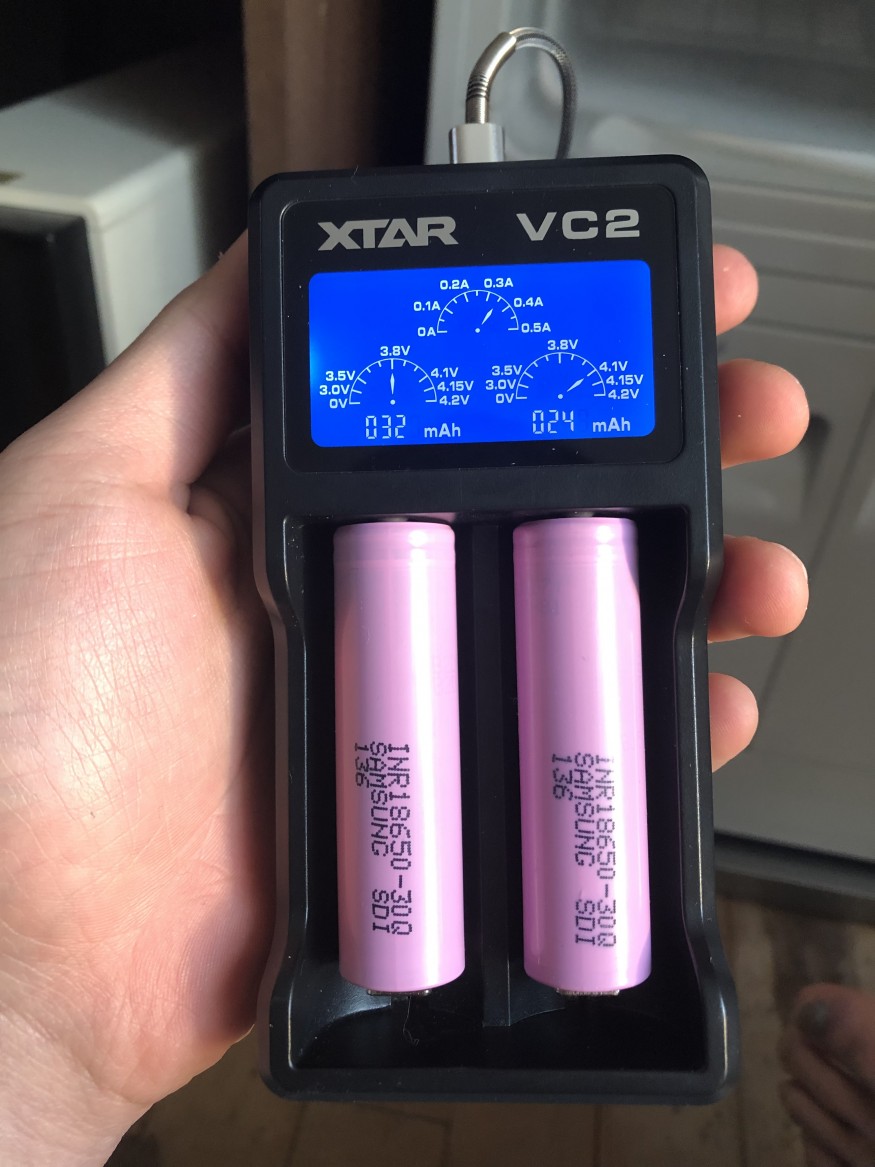 XTAR VC2
0.2A 0.3A
0.1A 0.4A
0A 0.5A
3.8V
3.5V 4.1V
3.0V 4.15V
0V 4.2V
032 mAh
3.8V
3.5V 4.1V
3.0V 4.15V
0V 4.2V
024 mAh
INR18650-30Q
SAMSUNG SDI
136
INR18650-30Q
SAMSUNG SDI
136